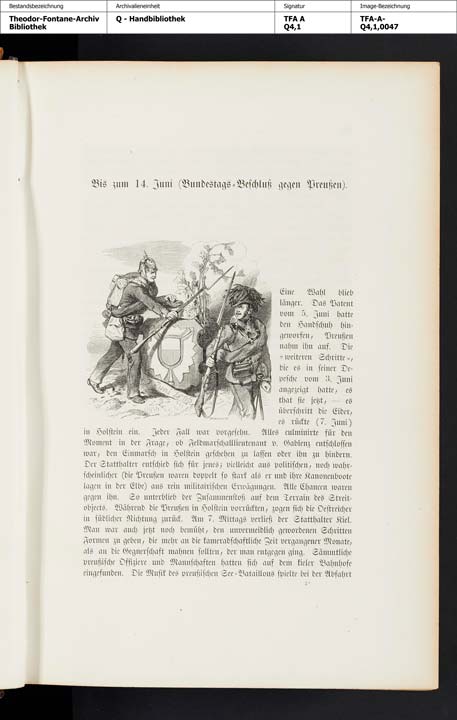 Bestandsbezeichnung
Theodor-Fontane-Archiv
Bibliothek
Archivalieneinheit
Q - Handbibliothek
Signatur
TFA A
Q4,1
Image-Bezeichnung
TFA-A-
Q4,1,0047
Bis zum 14. Juni (Bundestags-Beschluß gegen Preußen).
Eine Wahl blieb
länger. Das Patent
vom 5. Juni hatte
den Handschuh hin-
geworfen, Preußen
nahm ihn auf. Die
»weiteren Schritte«,
die es in seiner De-
pesche vom 3. Juni
angezeigt hatte, es
that sie jetzt, — es
überschritt die Eider,
es rückte (7. Juni)
in Holstein ein. Jeder Fall war vorgesehn. Alles culminirte für den
Moment in der Frage, ob Feldmarschalllieutenant v. Gablenz entschlossen
war, den Einmarsch in Holstein geschehen zu lassen oder ihn zu hindern.
Der Statthalter entschied sich für jenes; vielleicht aus politischen, noch wahr-
scheinlicher (die Preußen waren doppelt so stark als er und ihre Kanonenboote
lagen in der Elbe) aus rein militairischen Erwägungen. Alle Chancen waren
gegen ihn. So unterblieb der Zusammenstoß auf dem Terrain des Streit-
objects. Während die Preußen in Holstein vorrückten, zogen sich die Oestreicher
in südlicher Richtung zurück. Am 7. Mittags verließ der Statthalter Kiel.
Man war auch jetzt noch bemüht, den unvermeidlich gewordenen Schritten
Formen zu geben, die mehr an die kameradschaftliche Zeit vergangener Monate,
als an die Gegnerschaft mahnen sollten, der man entgegen ging. Sämmtliche
preußische Offiziere und Mannschaften hatten sich auf dem kieler Bahnhofe
eingefunden. Die Musik des preußischen See-Bataillons spielte bei der Abfahrt